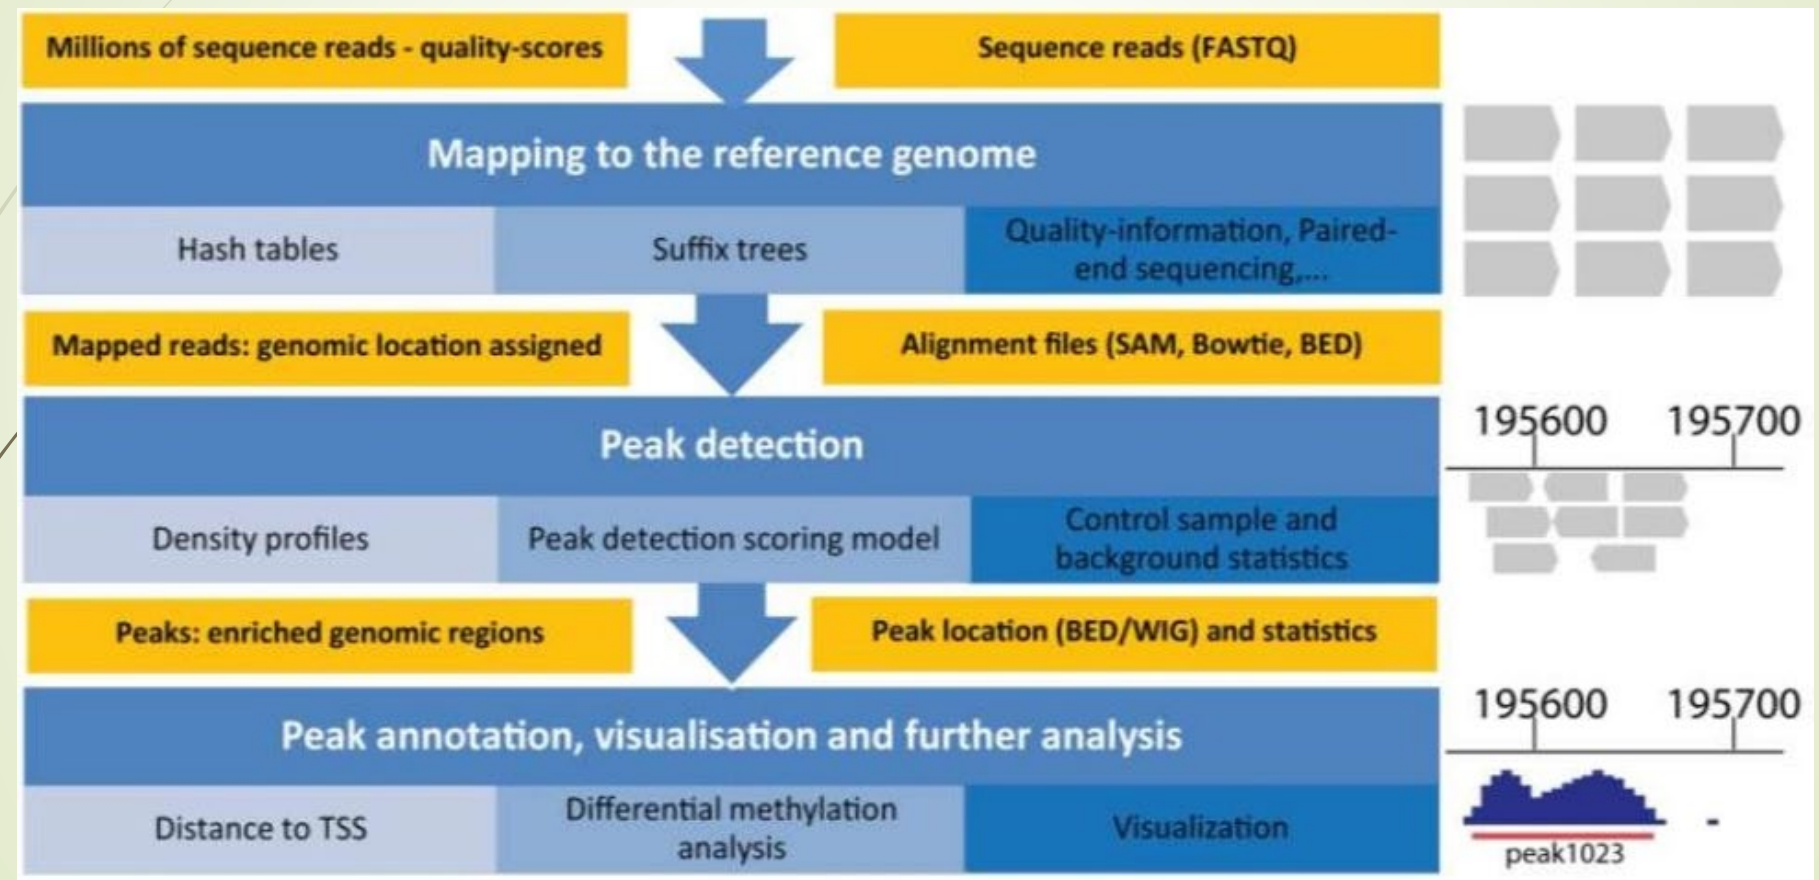 Millions of sequence reads - quality-scores
Sequence reads (FASTQ)
Mapping to the reference genome
Hash tables
Suffix trees
Quality-information, Paired-
end sequencing,...
Mapped reads: genomic location assigned
Alignment files (SAM, Bowtie, BED)
Peak detection
195600
195700
Density profiles
Peak detection scoring model
Control sample and
background statistics
Peaks: enriched genomic regions
Peak location (BED/WIG) and statistics
Peak annotation, visualisation and further analysis
195600
195700
Distance to TSS
Differential methylation
analysis
Visualization
peak1023